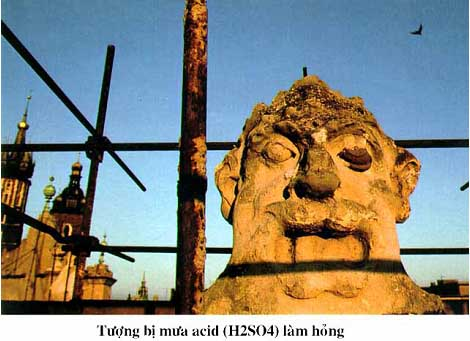 Tượng bị mưa acid (H2SO4) làm hỏng